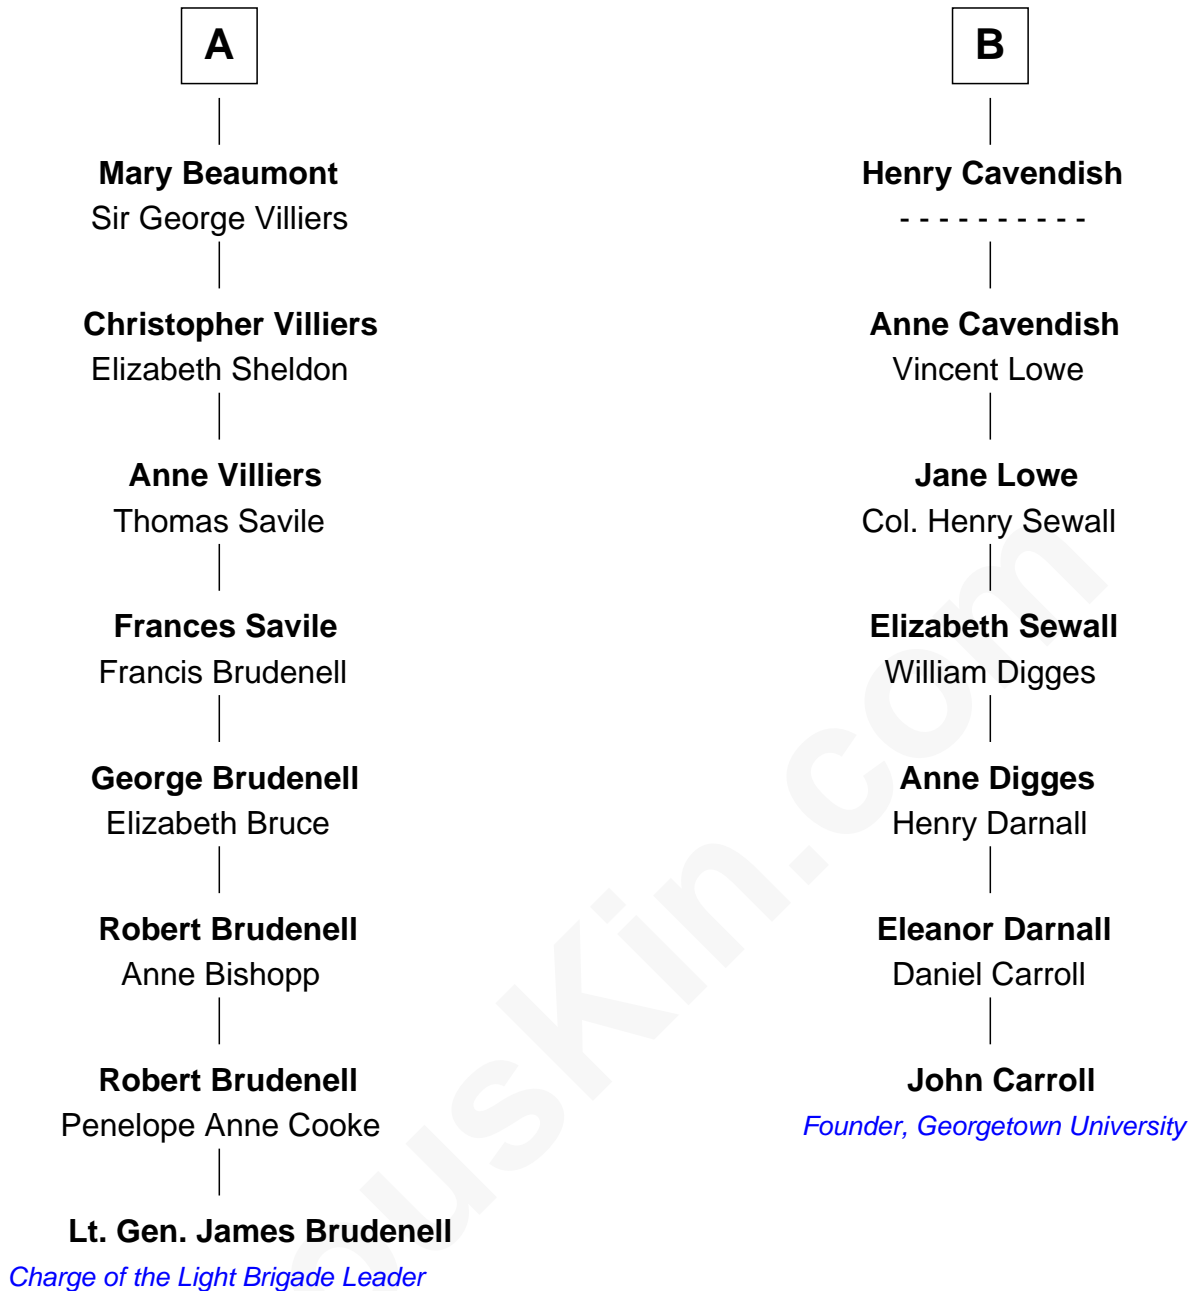 A
Mary Beaumont
Sir George Villiers
Christopher Villiers
Elizabeth Sheldon
Anne Villiers
Thomas Savile
Frances Savile
Francis Brudenell
George Brudenell
Elizabeth Bruce
Robert Brudenell
Anne Bishopp
Robert Brudenell
Penelope Anne Cooke
Lt. Gen. James Brudenell
Charge of the Light Brigade Leader
B
Henry Cavendish
- - - - - - - - - -
Anne Cavendish
Vincent Lowe
Jane Lowe
Col. Henry Sewall
Elizabeth Sewall
William Digges
Anne Digges
Henry Darnall
Eleanor Darnall
Daniel Carroll
John Carroll
Founder, Georgetown University
ousKin.com